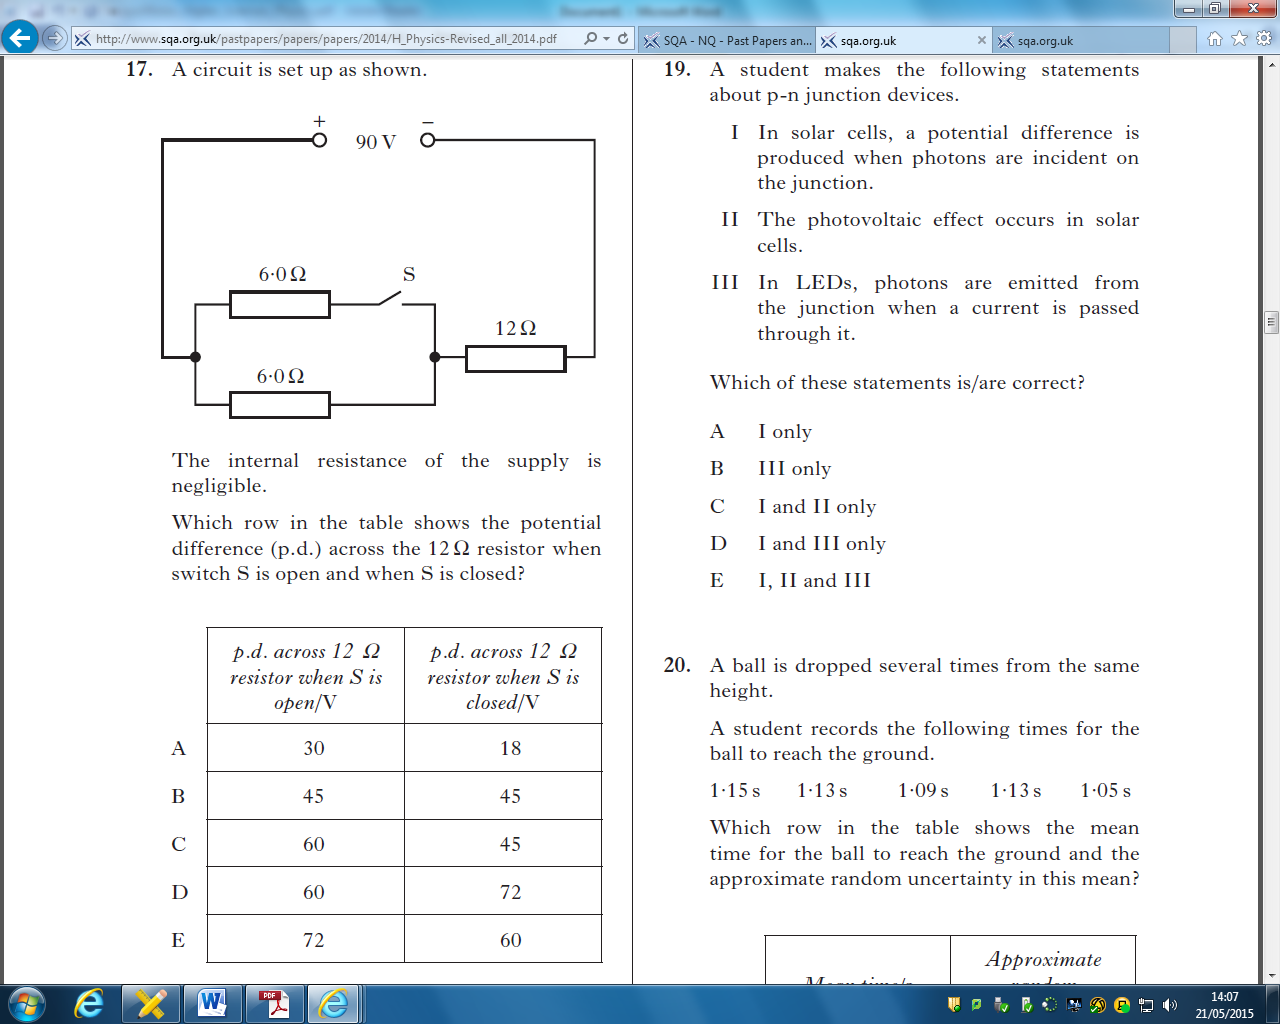 http://www.sqa.org.uk/pastpapers/papers/papers/2014/H_Physics-Revised_all_2014.pdf
SQA - NQ - Past Papers an...
sqa.org.uk
sqa.org.uk
17. A circuit is set up as shown.
+ 90 V −
6·0 Ω
S
12 Ω
6·0 Ω
The internal resistance of the supply is
negligible.
Which row in the table shows the potential
difference (p.d.) across the 12 Ω resistor when
switch S is open and when S is closed?
p.d. across 12 Ω
resistor when S is
open/V
p.d. across 12 Ω
resistor when S is
closed/V
A 30 18
B 45 45
C 60 45
D 60 72
E 72 60
19. A student makes the following statements
about p-n junction devices.
I In solar cells, a potential difference is
produced when photons are incident on
the junction.
II The photovoltaic effect occurs in solar
cells.
III In LEDs, photons are emitted from
the junction when a current is passed
through it.
Which of these statements is/are correct?
A I only
B III only
C I and II only
D I and III only
E I, II and III
20. A ball is dropped several times from the same
height.
A student records the following times for the
ball to reach the ground.
1·15 s 1·13 s 1·09 s 1·13 s 1·05 s
Which row in the table shows the mean
time for the ball to reach the ground and the
approximate random uncertainty in this mean?
Approximate
14:07
21/05/2015